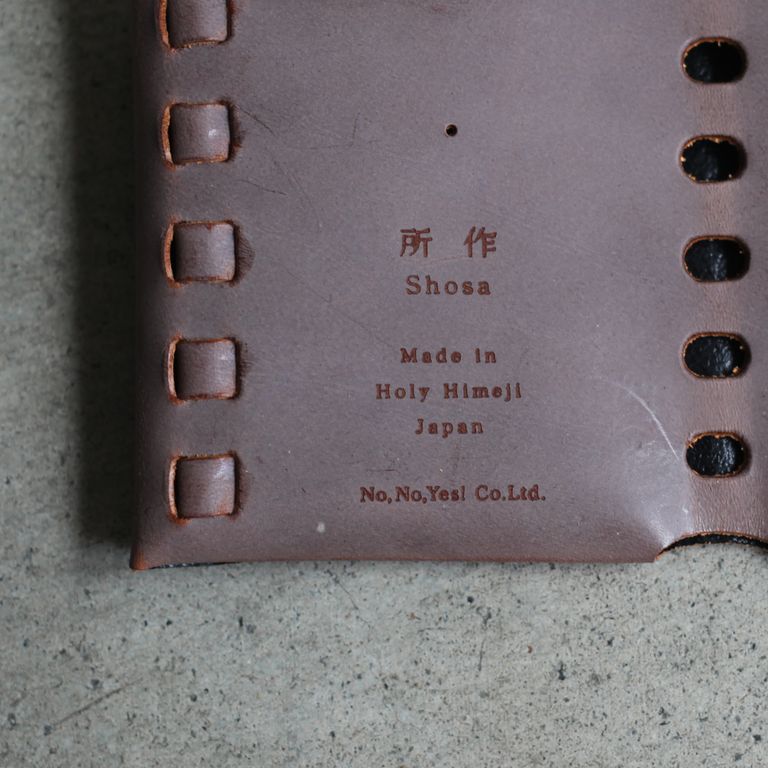 所作
Shosa
Made in
Holy Himeji
Japan
No,No,Yes! Co.Ltd.